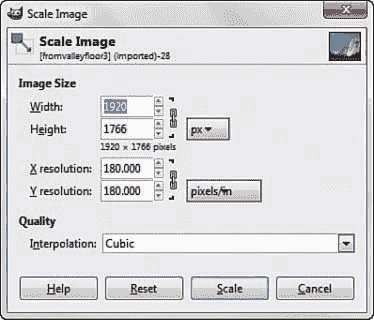 Scale Image
Scale Image
[fromvalleyfloor3] (imported)-28
Image Size
Width: 1920
Height: 1766 px
1920 × 1766 pixels
X resolution: 180.000
Y resolution: 180.000 pixels/in
Quality
Interpolation: Cubic
Help Reset Scale Cancel